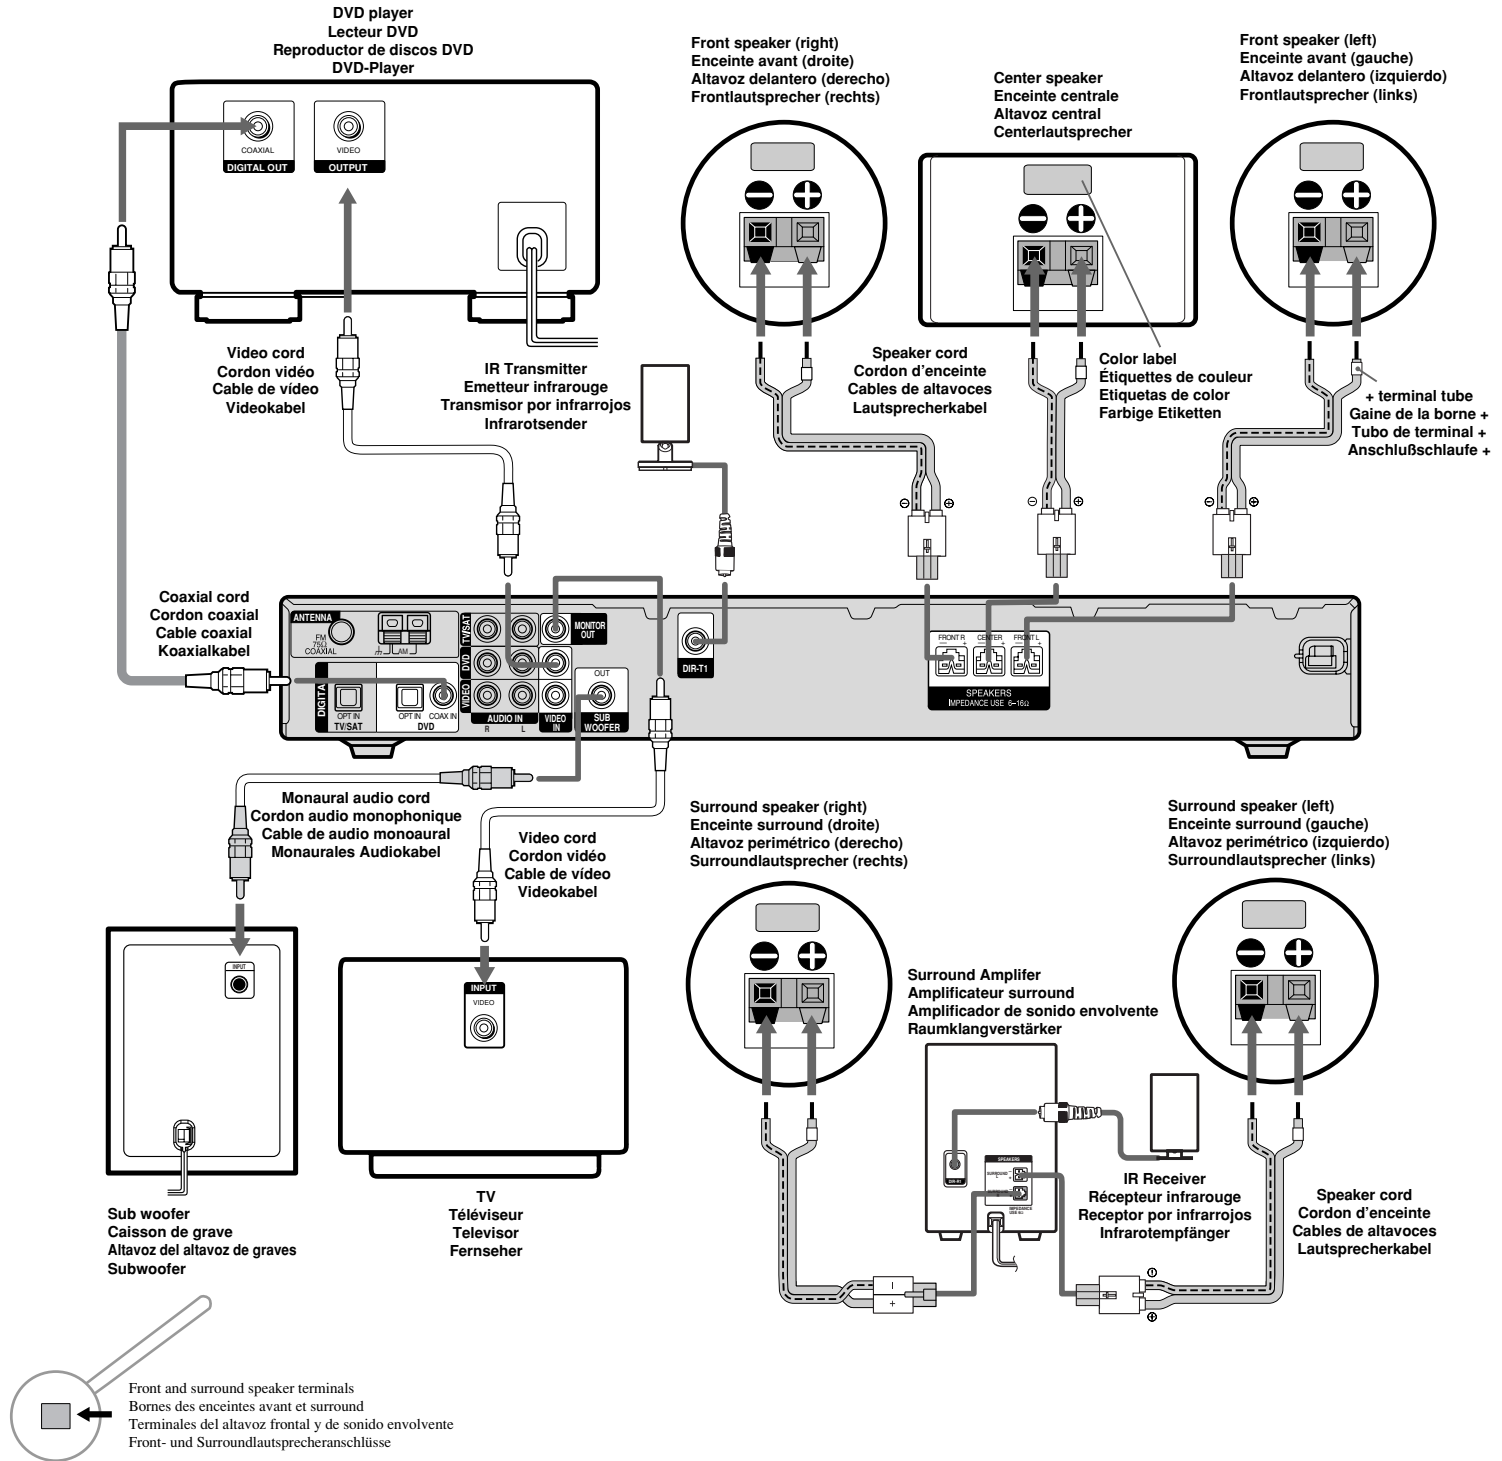 DVD player
Lecteur DVD
Reproductor de discos DVD
DVD-Player
COAXIAL
DIGITAL OUT
VIDEO
OUTPUT
Front speaker (right)
Enceinte avant (droite)
Altavoz delantero (derecho)
Frontlautsprecher (rechts)
Center speaker
Enceinte centrale
Altavoz central
Centerlautsprecher
Front speaker (left)
Enceinte avant (gauche)
Altavoz delantero (izquierdo)
Frontlautsprecher (links)
Video cord
Cordon vidéo
Cable de vídeo
Videokabel
IR Transmitter
Emetteur infrarouge
Transmisor por infrarrojos
Infrarotsender
Speaker cord
Cordon d'enceinte
Cables de altavoces
Lautsprecherkabel
Color label
Étiquettes de couleur
Etiquetas de color
Farbige Etiketten
+ terminal tube
Gaine de la borne +
Tubo de terminal +
Anschlußschlaufe +
Coaxial cord
Cordon coaxial
Cable coaxial
Koaxialkabel
ANTENNA
FM
75Ω
COAXIAL
AM
TV/SAT
DVD
VIDEO
MONITOR
OUT
DIGITAL
OPT IN
TV/SAT
OPT IN
COAX IN
DVD
AUDIO IN
R
L
VIDEO
IN
OUT
SUB
WOOFER
DIR-T1
FRONT R
CENTER
FRONT L
− + − + − +
SPEAKERS
IMPEDANCE USE 6–16Ω
Monaural audio cord
Cordon audio monophonique
Cable de audio monoaural
Monaurales Audiokabel
Video cord
Cordon vidéo
Cable de vídeo
Videokabel
INPUT
Sub woofer
Caisson de grave
Altavoz del altavoz de graves
Subwoofer
INPUT
VIDEO
TV
Téléviseur
Televisor
Fernseher
Surround speaker (right)
Enceinte surround (droite)
Altavoz perimétrico (derecho)
Surroundlautsprecher (rechts)
Surround speaker (left)
Enceinte surround (gauche)
Altavoz perimétrico (izquierdo)
Surroundlautsprecher (links)
Surround Amplifer
Amplificateur surround
Amplificador de sonido envolvente
Raumklangverstärker
DIR-R1
SPEAKERS
SURROUND
L
IMPEDANCE
IR Receiver
Récepteur infrarouge
Receptor por infrarrojos
Infrarotempfänger
Speaker cord
Cordon d'enceinte
Cables de altavoces
Lautsprecherkabel
Front and surround speaker terminals
Bornes des enceintes avant et surround
Terminales del altavoz frontal y de sonido envolvente
Front- und Surroundlautsprecheranschlüsse